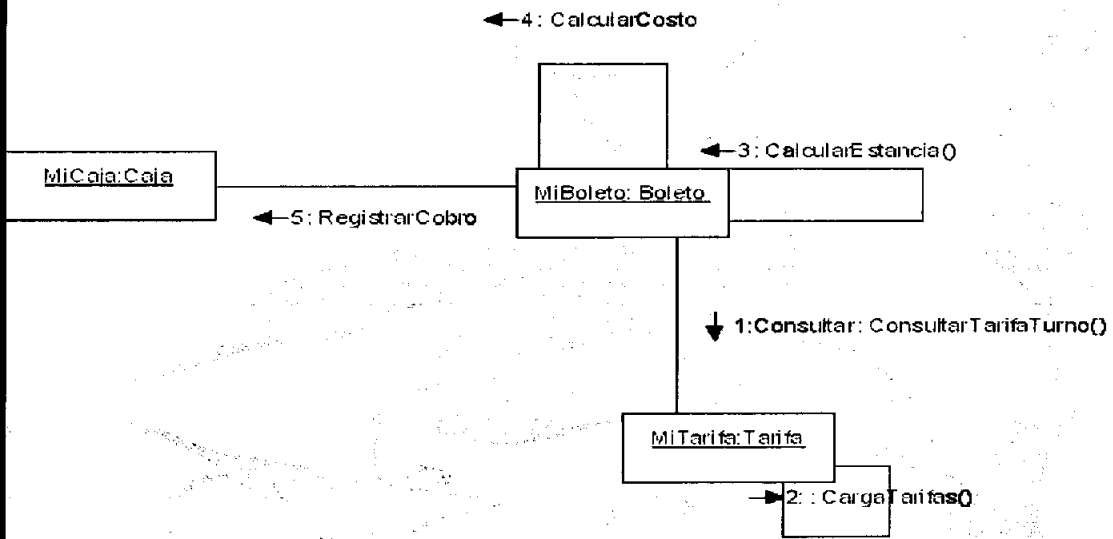 4: CalcularCosto
3: CalcularEstancia()
MiCaja:Caja
MiBoleto: Boleto
5: RegistrarCobro
1:Consultar: ConsultarTarifaTurno()
MiTarifa:Tarifa
2: : CargaTarifas()